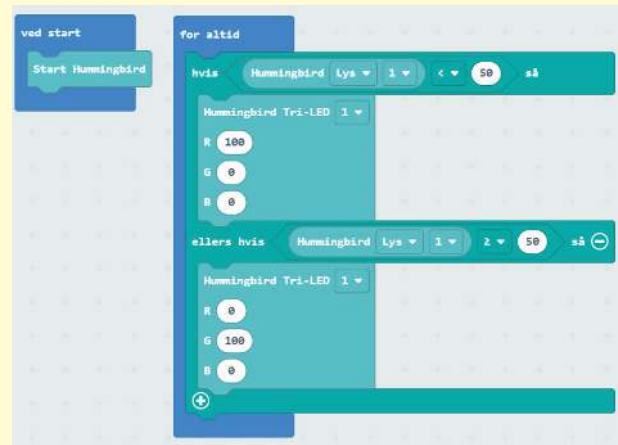 ved start
Start Hummingbird
for altid
hvis Hummingbird Lys 1 < 50 så
Hummingbird Tri-LED 1
R 100
G 0
B 0
ellers hvis Hummingbird Lys 1 ≥ 50 så
Hummingbird Tri-LED 1
R 0
G 100
B 0